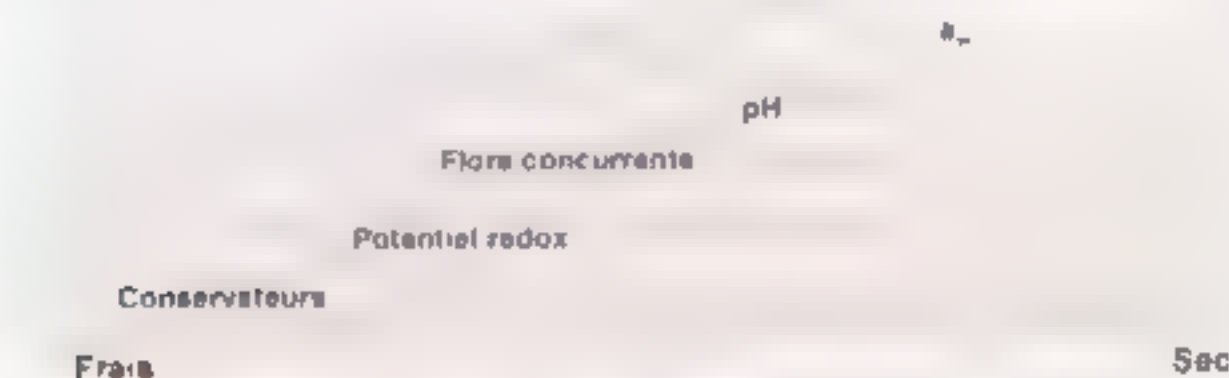 pH
Flore concurrente
Potentiel redox
Conservateurs
Frais
Sec